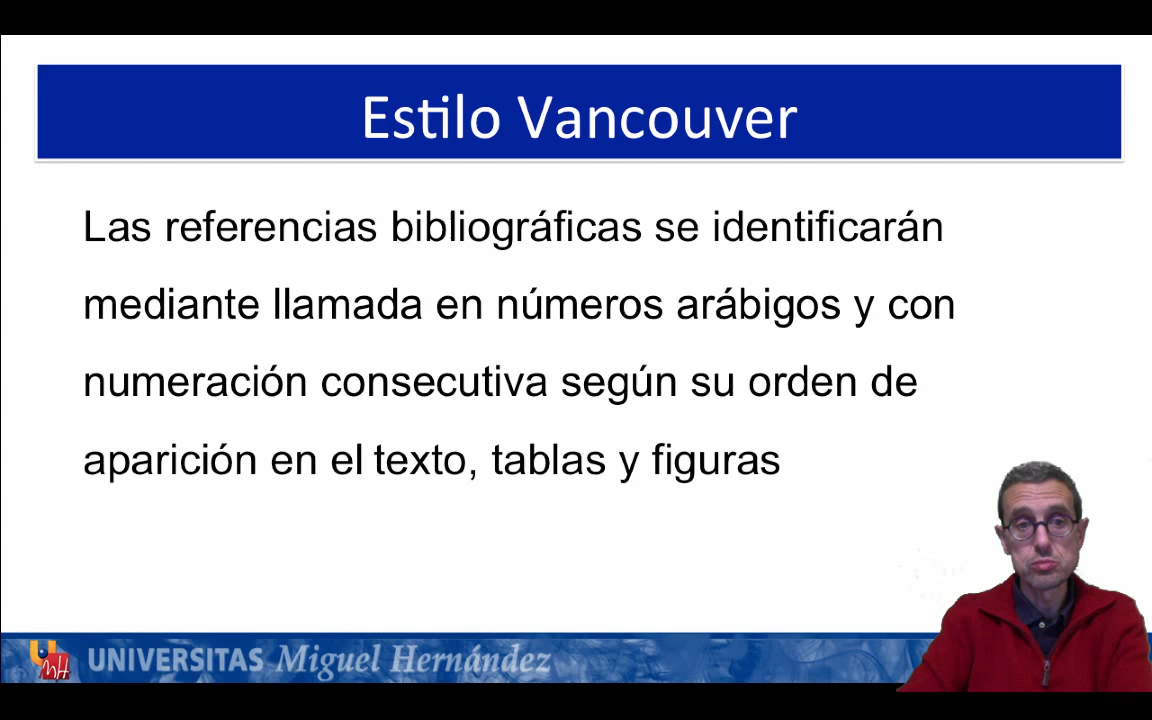 Estilo Vancouver
Las referencias bibliográficas se identificarán
mediante llamada en números arábigos y con
numeración consecutiva según su orden de
aparición en el texto, tablas y figuras
UNIVERSITAS Miguel Hernández